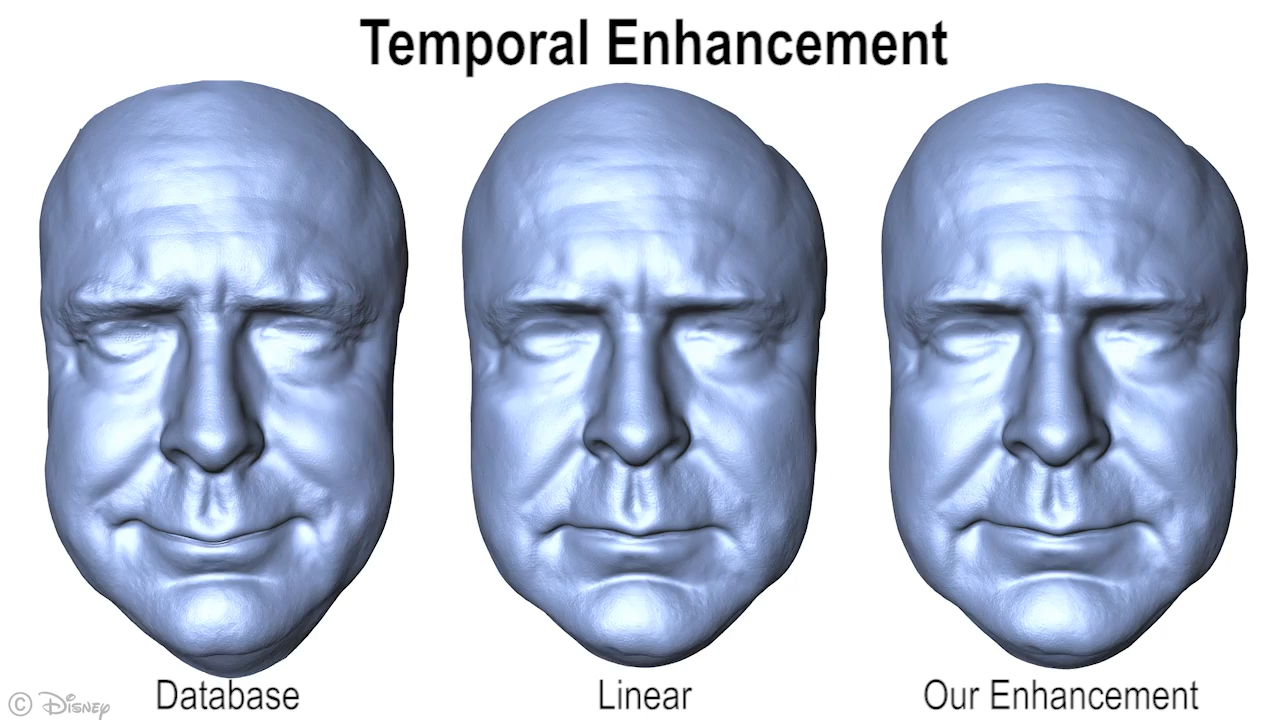 Temporal Enhancement
Database
Linear
Our Enhancement
© Disney